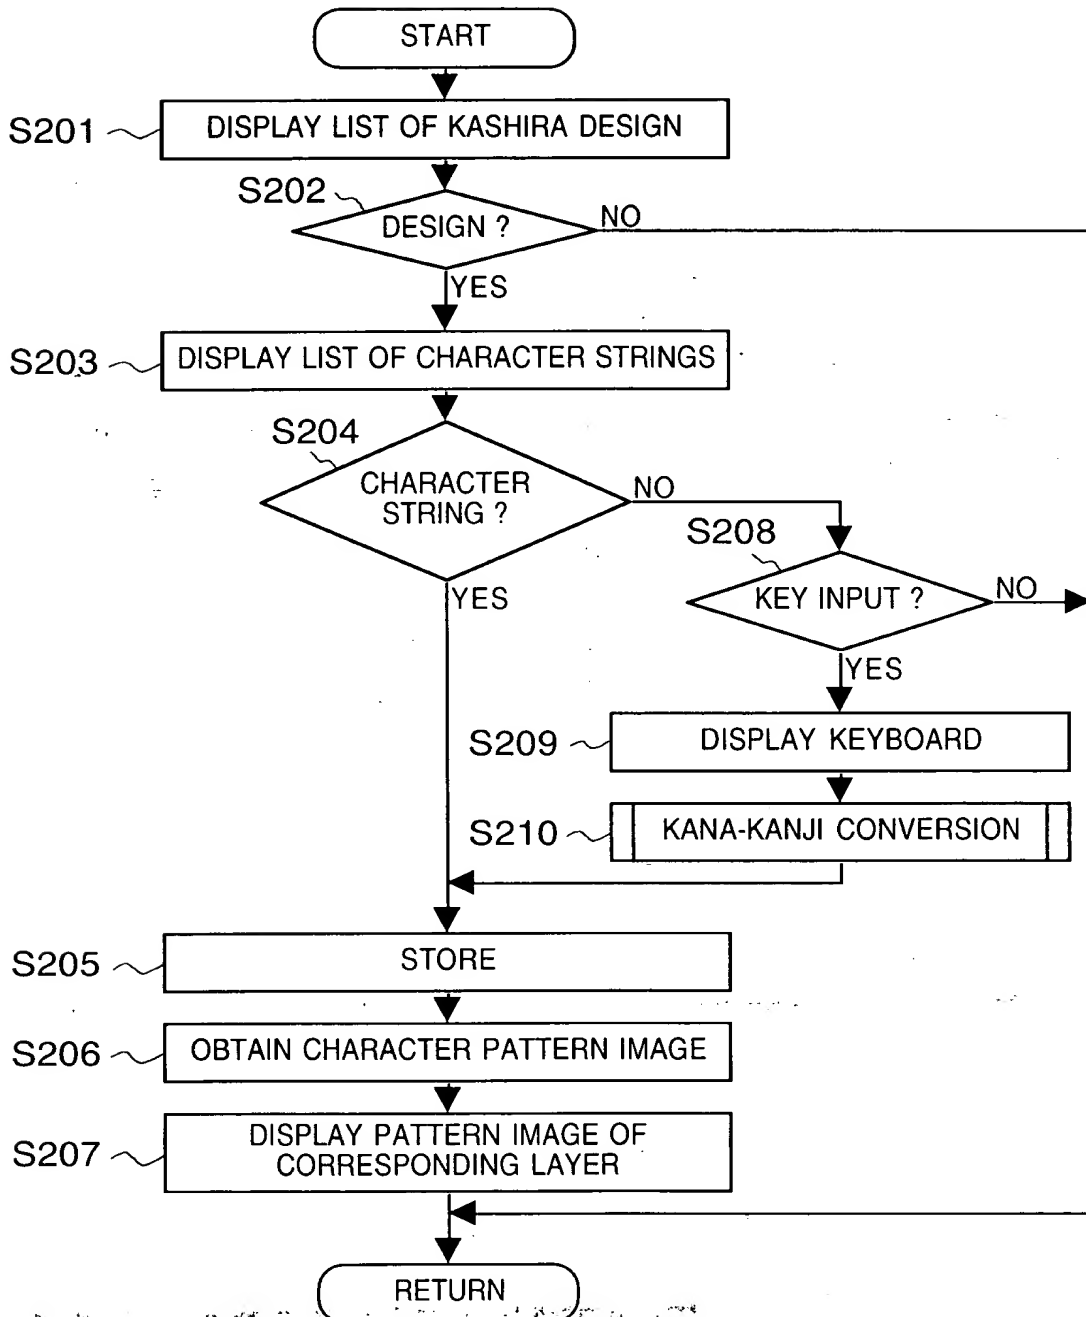 START
S201
DISPLAY LIST OF KASHIRA DESIGN
S202
DESIGN ?
NO
YES
S203
DISPLAY LIST OF CHARACTER STRINGS
S204
CHARACTER
STRING ?
NO
YES
S208
KEY INPUT ?
NO
YES
S209
DISPLAY KEYBOARD
S210
KANA-KANJI CONVERSION
S205
STORE
S206
OBTAIN CHARACTER PATTERN IMAGE
S207
DISPLAY PATTERN IMAGE OF
CORRESPONDING LAYER
RETURN